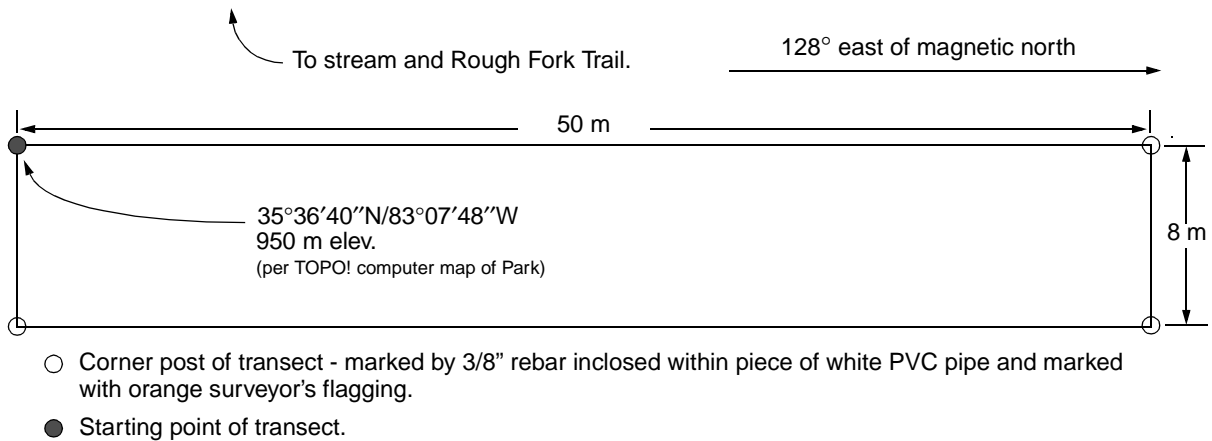 To stream and Rough Fork Trail.
128° east of magnetic north
50 m
35°36′40′′N/83°07′48′′W
950 m elev.
(per TOPO! computer map of Park)
8 m
Corner post of transect - marked by 3/8” rebar inclosed within piece of white PVC pipe and marked
with orange surveyor’s flagging.
Starting point of transect.